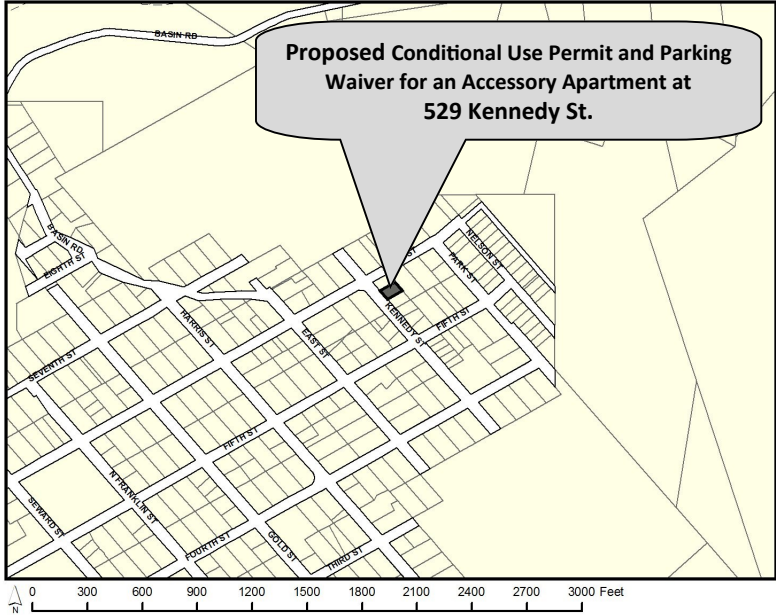 BASIN RD
Proposed Conditional Use Permit and Parking
Waiver for an Accessory Apartment at
529 Kennedy St.
BASIN RD
EIGHTH ST
NELSON ST
ST
PARK ST
HARRIS ST
KENNEDY ST
FIFTH ST
EAST ST
SEVENTH ST
FIFTH ST
N FRANKLIN ST
SEWARD ST
FOURTH ST
GOLD ST
THIRD ST
0 300 600 900 1200 1500 1800 2100 2400 2700 3000 Feet
N